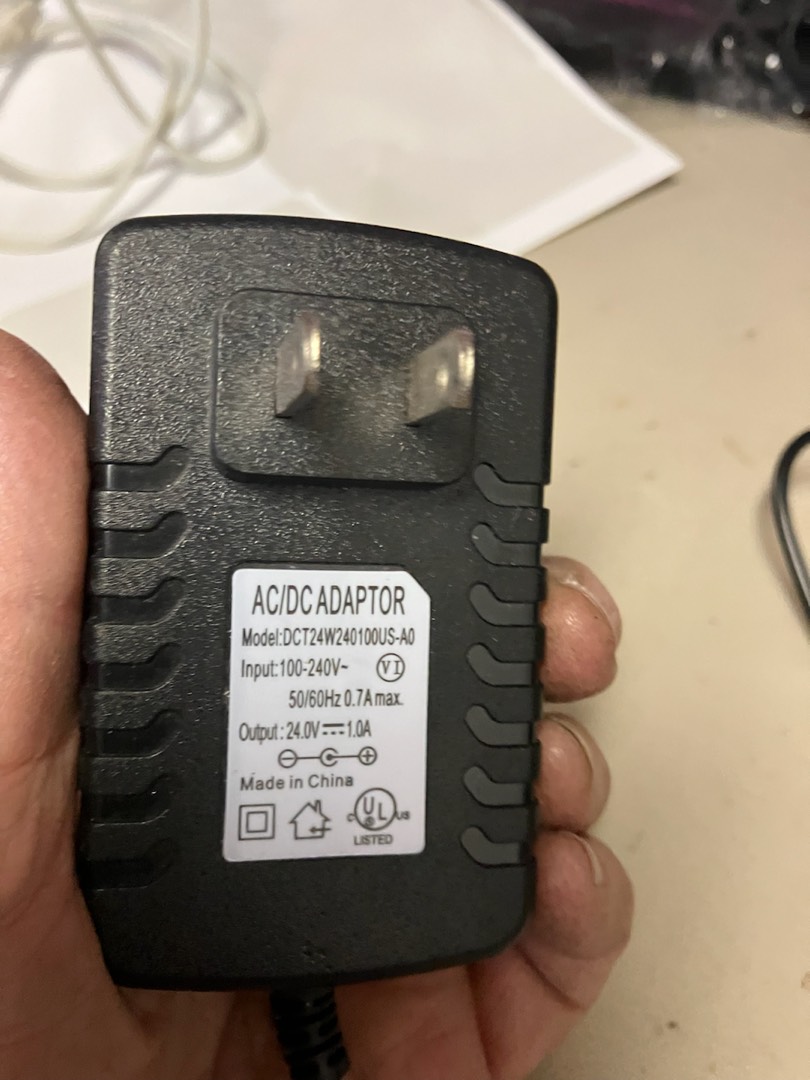 AC/DC ADAPTOR
Model:DCT24W240100US-A0
Input:100-240V~ VI
50/60Hz 0.7A max.
Output:24.0V⎓1.0A
Made in China
C UL US
LISTED